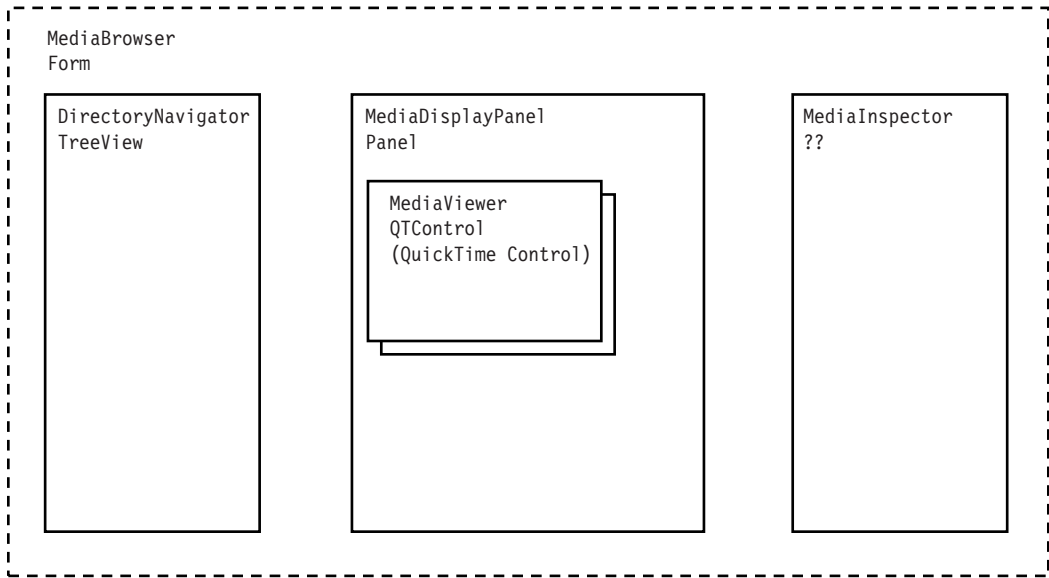 MediaBrowser
Form
DirectoryNavigator
TreeView
MediaDisplayPanel
Panel
MediaViewer
QTControl
(QuickTime Control)
MediaInspector
??